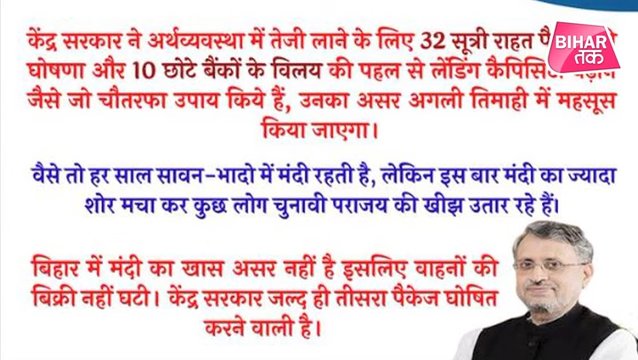 केंद्र सरकार ने अर्थव्यवस्था में तेजी लाने के लिए 32 सूत्री राहत
BIHAR
तक
घोषणा और 10 छोटे बैंकों के विलय की पहल से लेंडिंग
जैसे जो चौतरफा उपाय किये हैं, उनका असर अगली तिमाही में महसूस
किया जाएगा।
वैसे तो हर साल सावन-भादो में मंदी रहती है, लेकिन इस बार मंदी का ज्यादा
शोर मचा कर कुछ लोग चुनावी पराजय की खीझ उतार रहे हैं।
बिहार में मंदी का खास असर नहीं है इसलिए वाहनों की
बिक्री नहीं घटी। केंद्र सरकार जल्द ही तीसरा पैकेज घोषित
करने वाली है।